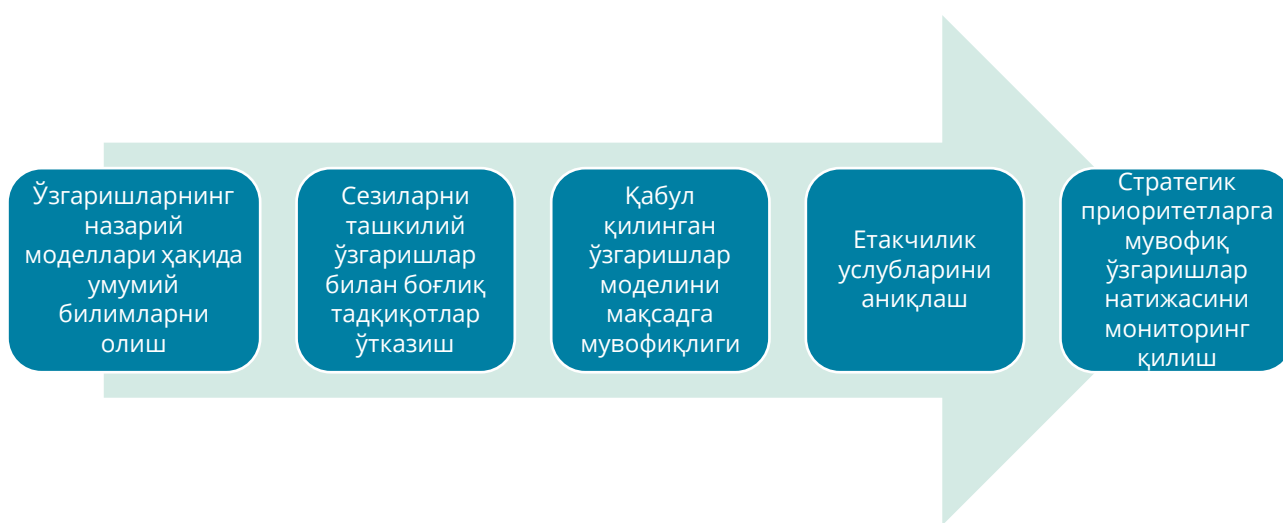 Ўзгаришларнинг
назарий
моделлари ҳақида
умумий
билимларни
олиш
Сезиларни
ташкилий
ўзгаришлар
билан боғлиқ
тадқиқотлар
ўтказиш
Қабул
қилинган
ўзгаришлар
моделини
мақсадга
мувофиқлиги
Етакчилик
услубларини
аниқлаш
Стратегик
приоритетларга
мувофиқ
ўзгаришлар
натижасини
мониторинг
қилиш